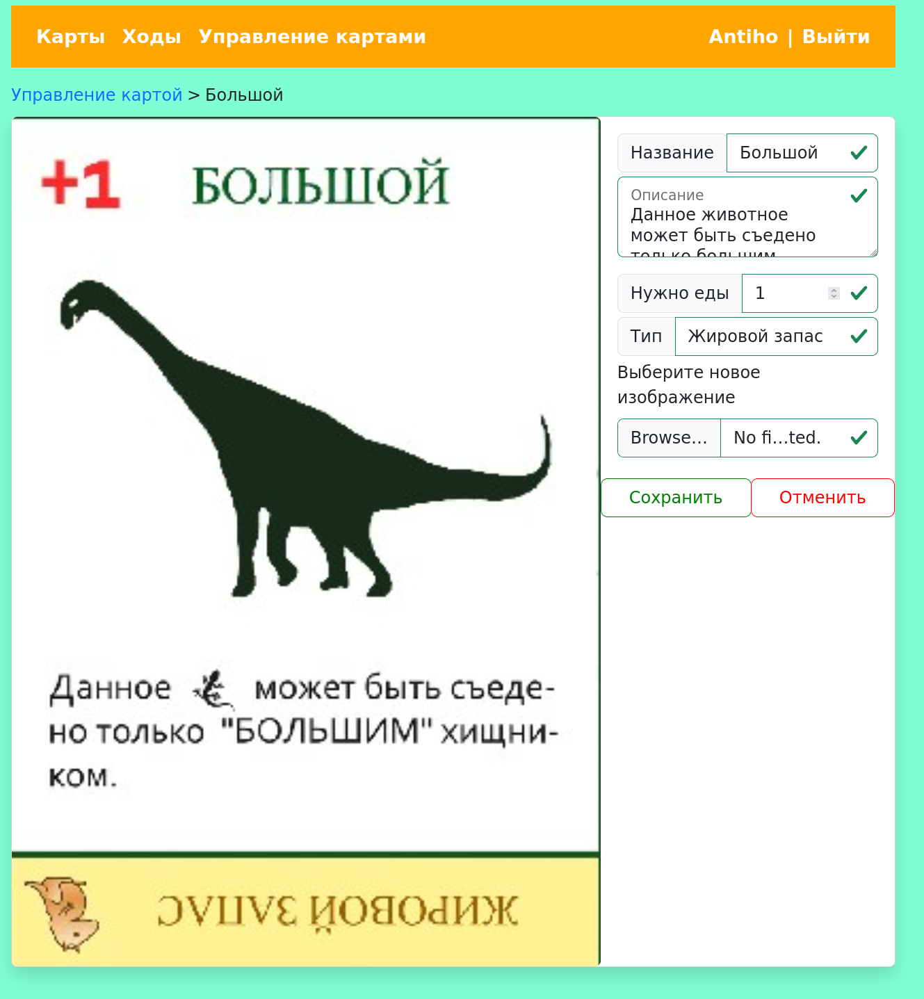 Карты Ходы Управление картами Antiho | Выйти
Управление картой > Большой
+1 БОЛЬШОЙ
Данное может быть съеде-
но только "БОЛЬШИМ" хищни-
ком.
ЖИРОВОЙ ЗАПАС
Название Большой
Описание
Данное животное
может быть съедено
только большим
Нужно еды 1
Тип Жировой запас
Выберите новое
изображение
Browse... No fi...ted.
Сохранить Отменить